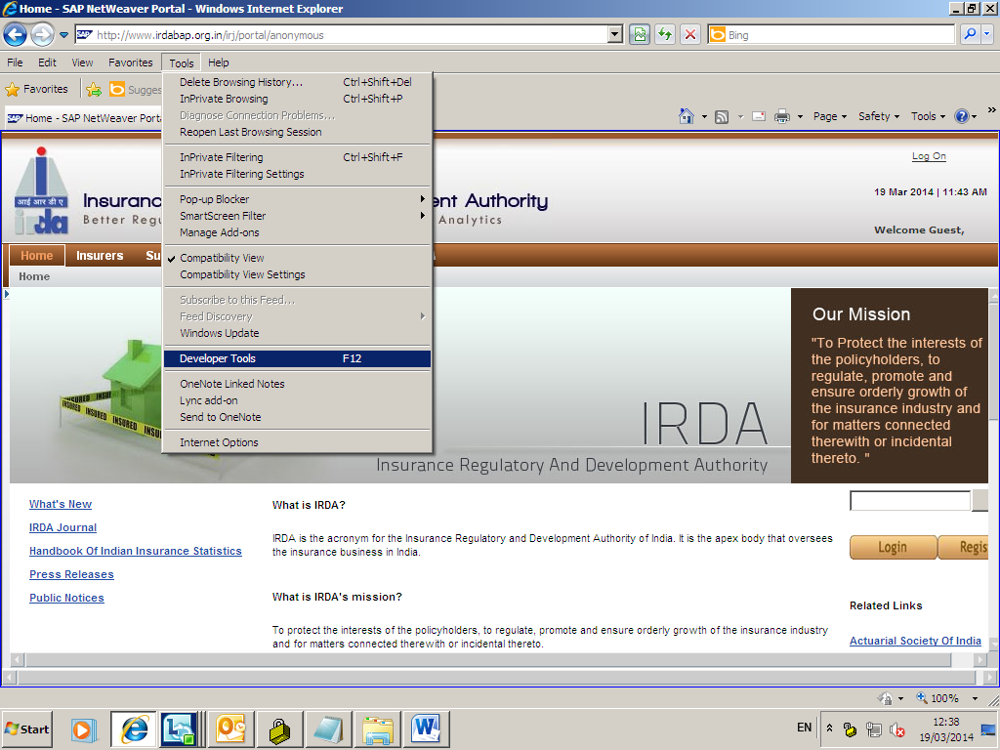 Home - SAP NetWeaver Portal - Windows Internet Explorer
http://www.irdabap.org.in/irj/portal/anonymous
Bing
File Edit View Favorites Tools Help
Favorites Sugges
Home - SAP NetWeaver Porta
Page Safety Tools
Delete Browsing History... Ctrl+Shift+Del
InPrivate Browsing Ctrl+Shift+P
Diagnose Connection Problems...
Reopen Last Browsing Session
InPrivate Filtering Ctrl+Shift+F
InPrivate Filtering Settings
Pop-up Blocker
SmartScreen Filter
Manage Add-ons
Compatibility View
Compatibility View Settings
Subscribe to this Feed...
Feed Discovery
Windows Update
Developer Tools F12
OneNote Linked Notes
Lync add-on
Send to OneNote
Internet Options
Log On
19 Mar 2014 | 11:43 AM
Welcome Guest,
आई आर डी ए
irda
Insuranc ent Authority
Better Regu Analytics
Home Insurers Su
Home
INSURED INSURED INSURED INSURED
IRDA
Insurance Regulatory And Development Authority
Our Mission
"To Protect the interests of
the policyholders, to
regulate, promote and
ensure orderly growth of
the insurance industry and
for matters connected
therewith or incidental
thereto. "
What's New
IRDA Journal
Handbook Of Indian Insurance Statistics
Press Releases
Public Notices
What is IRDA?
IRDA is the acronym for the Insurance Regulatory and Development Authority of India. It is the apex body that oversees
the insurance business in India.
What is IRDA's mission?
To protect the interests of the policyholders, to regulate, promote and ensure orderly growth of the insurance industry
and for matters connected therewith or incidental thereto.
Login Regis
Related Links
Actuarial Society Of India
100%
Start
EN
12:38
19/03/2014